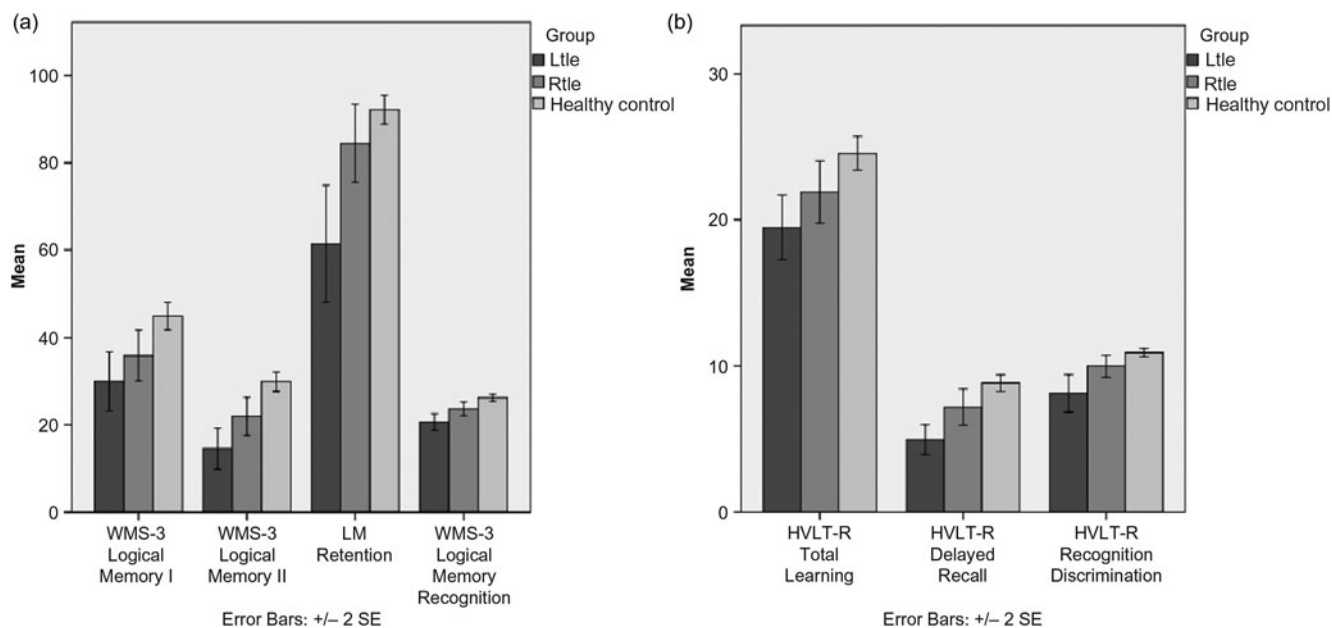 (a)
Group
Ltle
Rtle
Healthy control
100
80
60
40
20
0
Mean
WMS-3
Logical
Memory I
WMS-3
Logical
Memory II
LM
Retention
WMS-3
Logical
Memory
Recognition
Error Bars: +/– 2 SE
(b)
Group
Ltle
Rtle
Healthy control
30
20
10
0
Mean
HVLT-R
Total
Learning
HVLT-R
Delayed
Recall
HVLT-R
Recognition
Discrimination
Error Bars: +/– 2 SE